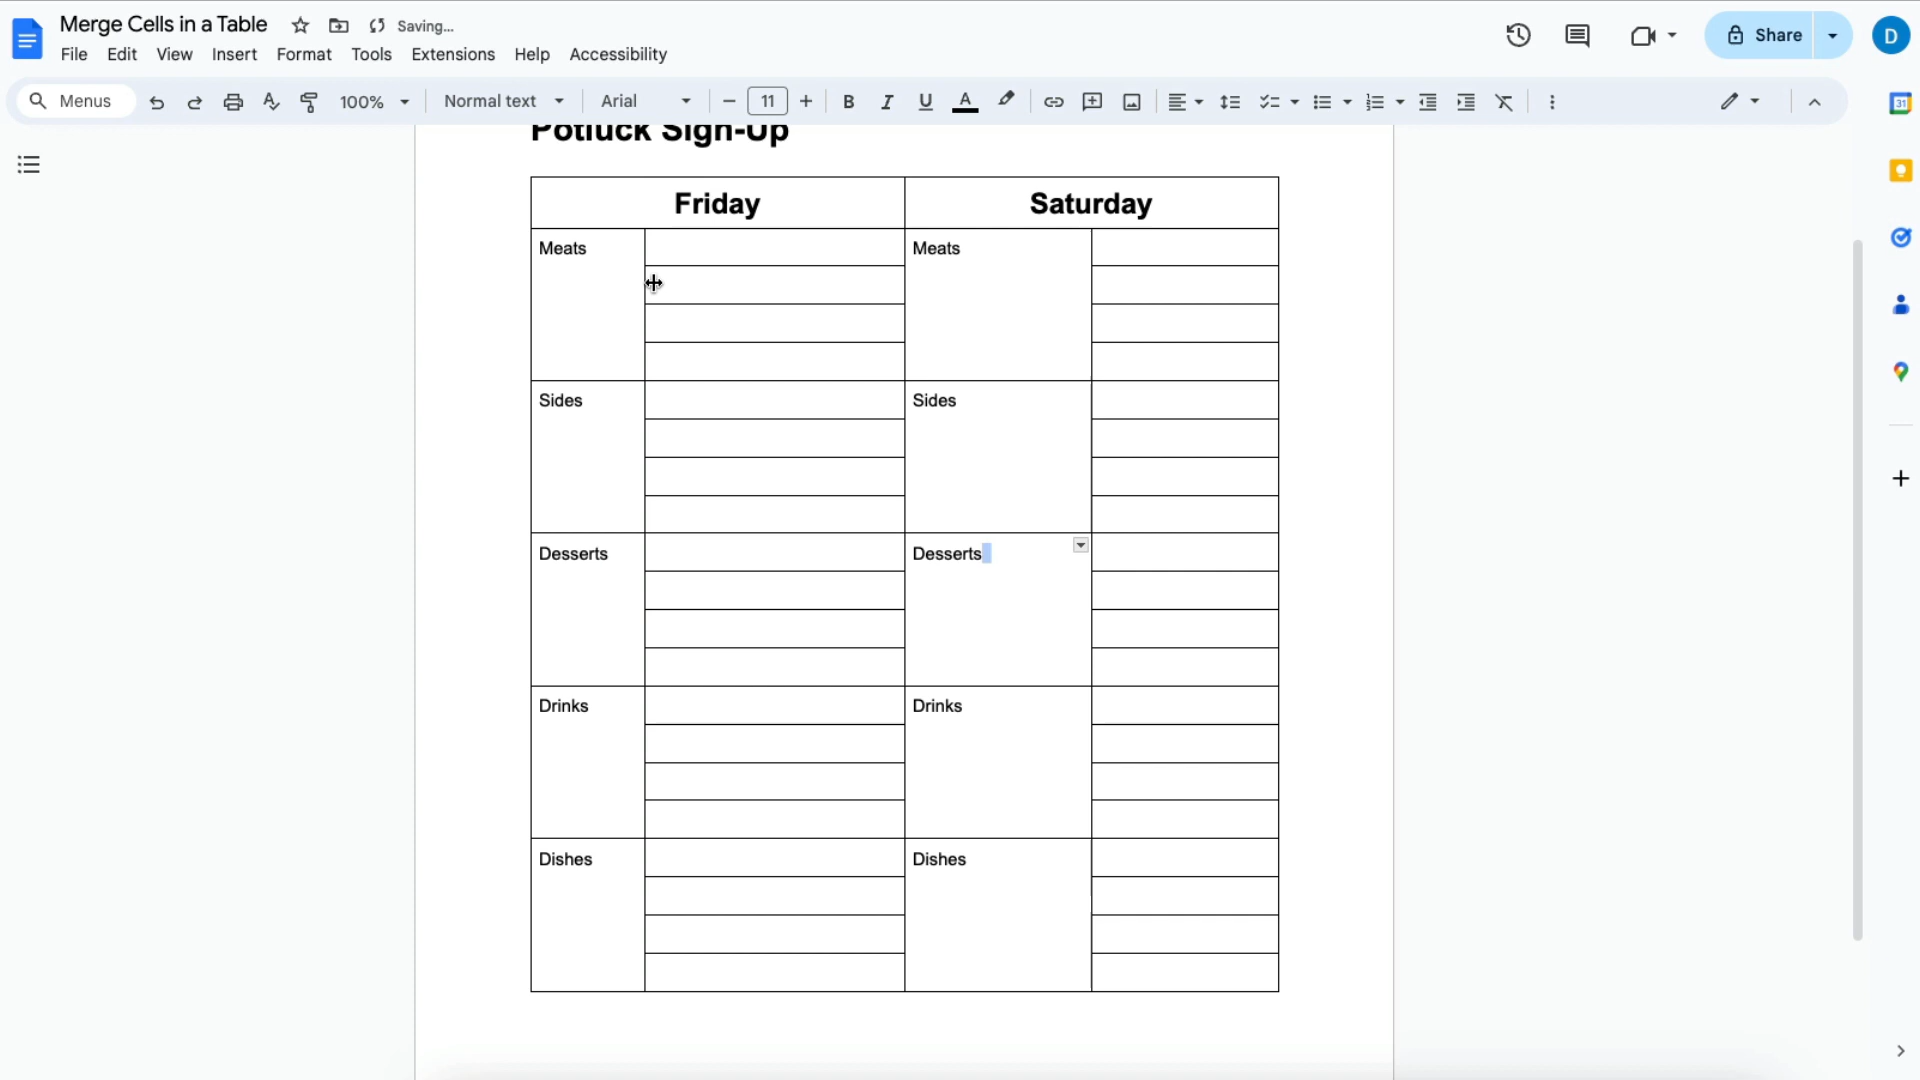 Merge Cells in a Table Saving...
File Edit View Insert Format Tools Extensions Help Accessibility
Share
D
Menus 100% Normal text Arial 11 B I U A
31
Potluck Sign-Up
Friday Saturday
Meats Meats
Sides Sides
Desserts Desserts
Drinks Drinks
Dishes Dishes